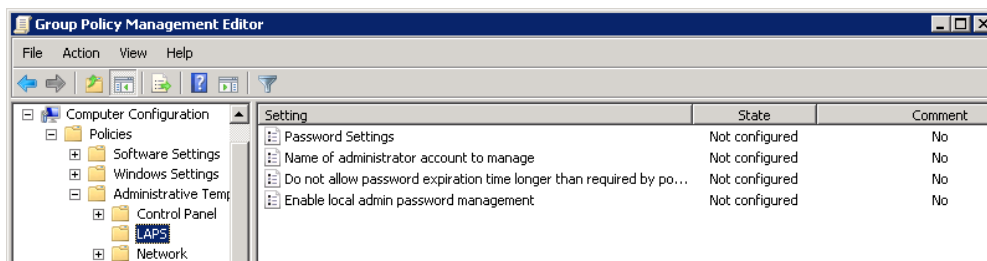 Group Policy Management Editor
File Action View Help
Computer Configuration
Policies
Software Settings
Windows Settings
Administrative Temp
Control Panel
LAPS
Network
Setting State Comment
Password Settings Not configured No
Name of administrator account to manage Not configured No
Do not allow password expiration time longer than required by po... Not configured No
Enable local admin password management Not configured No